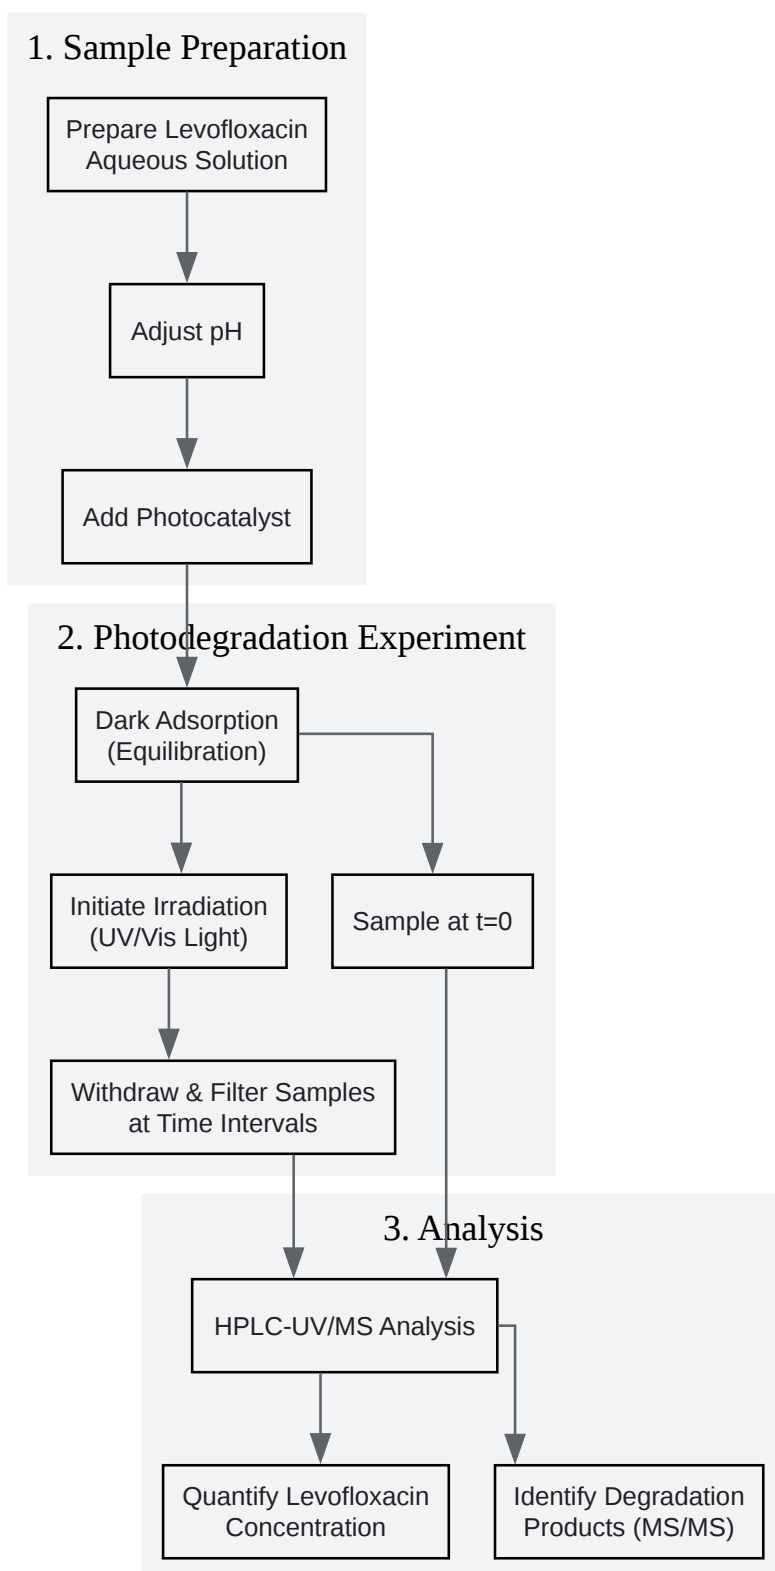 1. Sample Preparation
Prepare Levofloxacin
Aqueous Solution
Adjust pH
Add Photocatalyst
2. Photodegradation Experiment
Dark Adsorption
(Equilibration)
Initiate Irradiation
(UV/Vis Light)
Sample at t=0
Withdraw & Filter Samples
at Time Intervals
3. Analysis
HPLC-UV/MS Analysis
Quantify Levofloxacin
Concentration
Identify Degradation
Products (MS/MS)